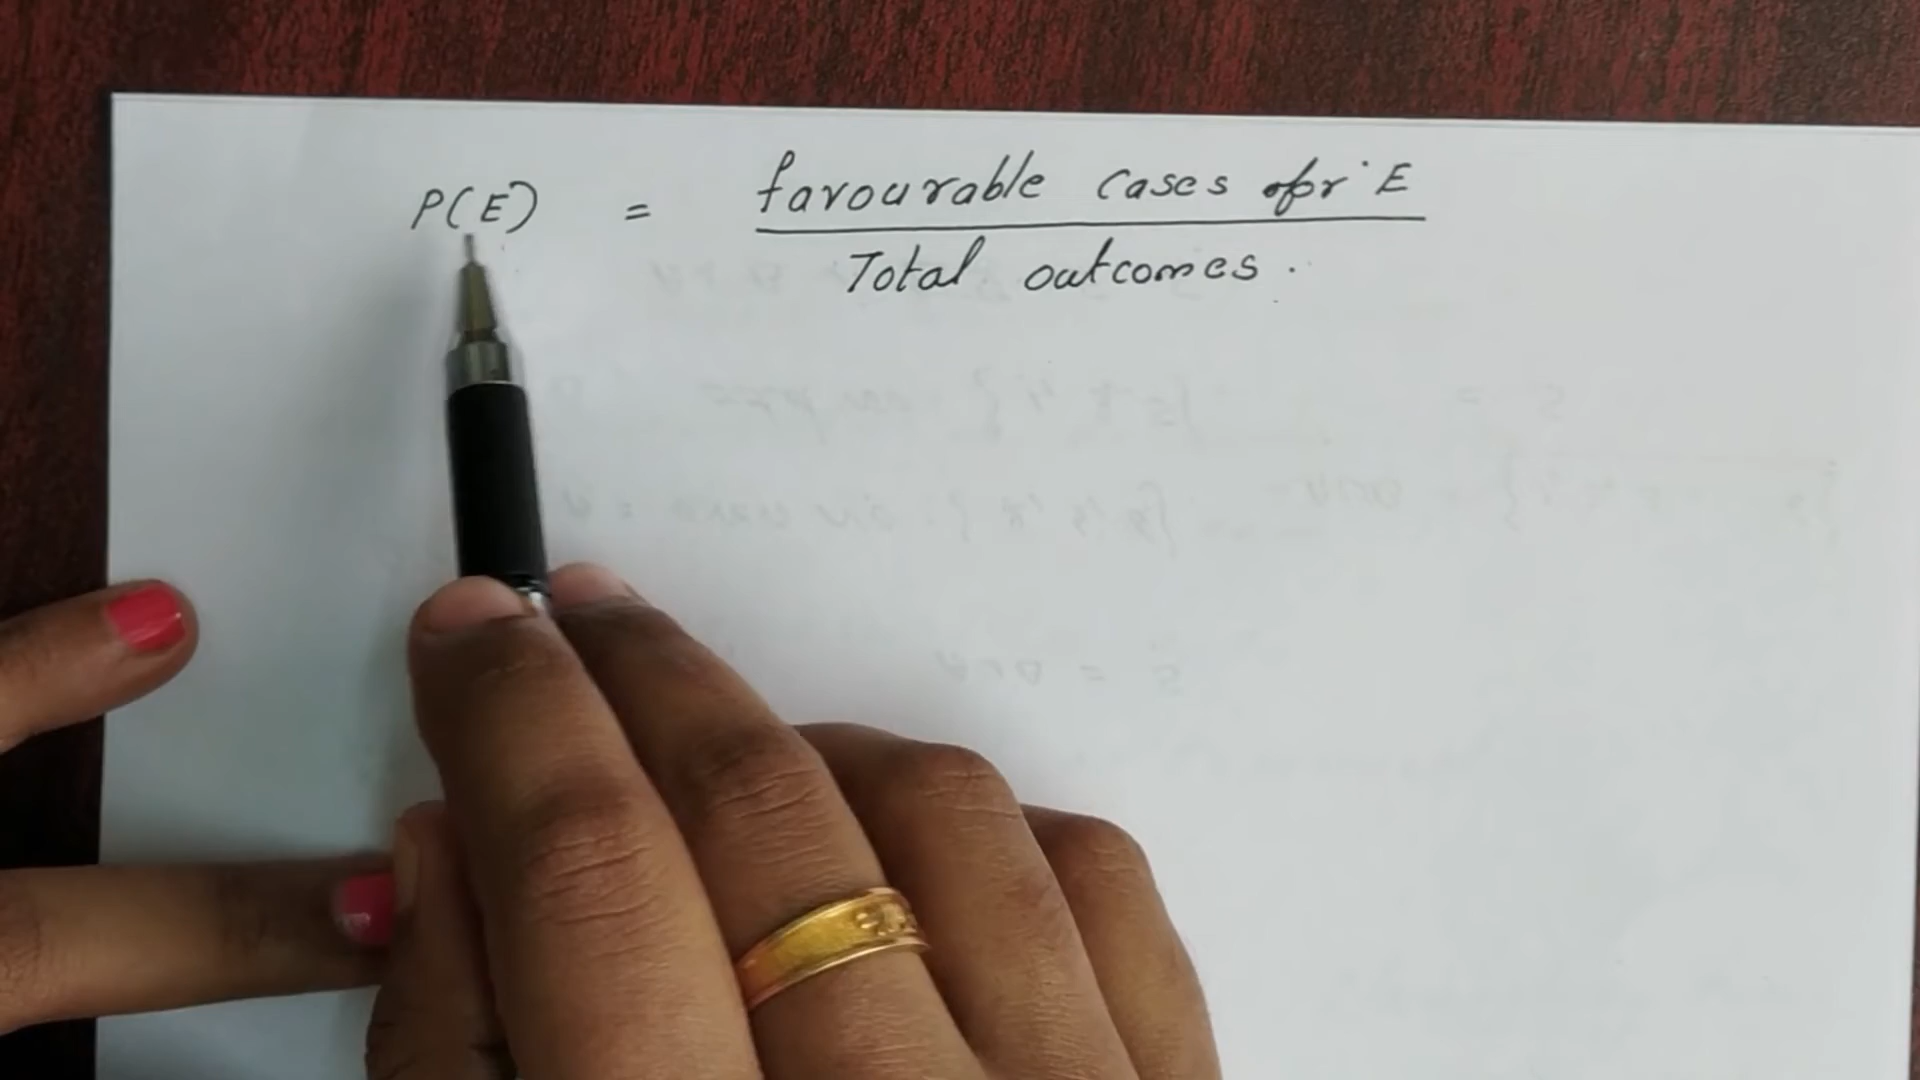 P(E) = favourable cases for E
Total outcomes.